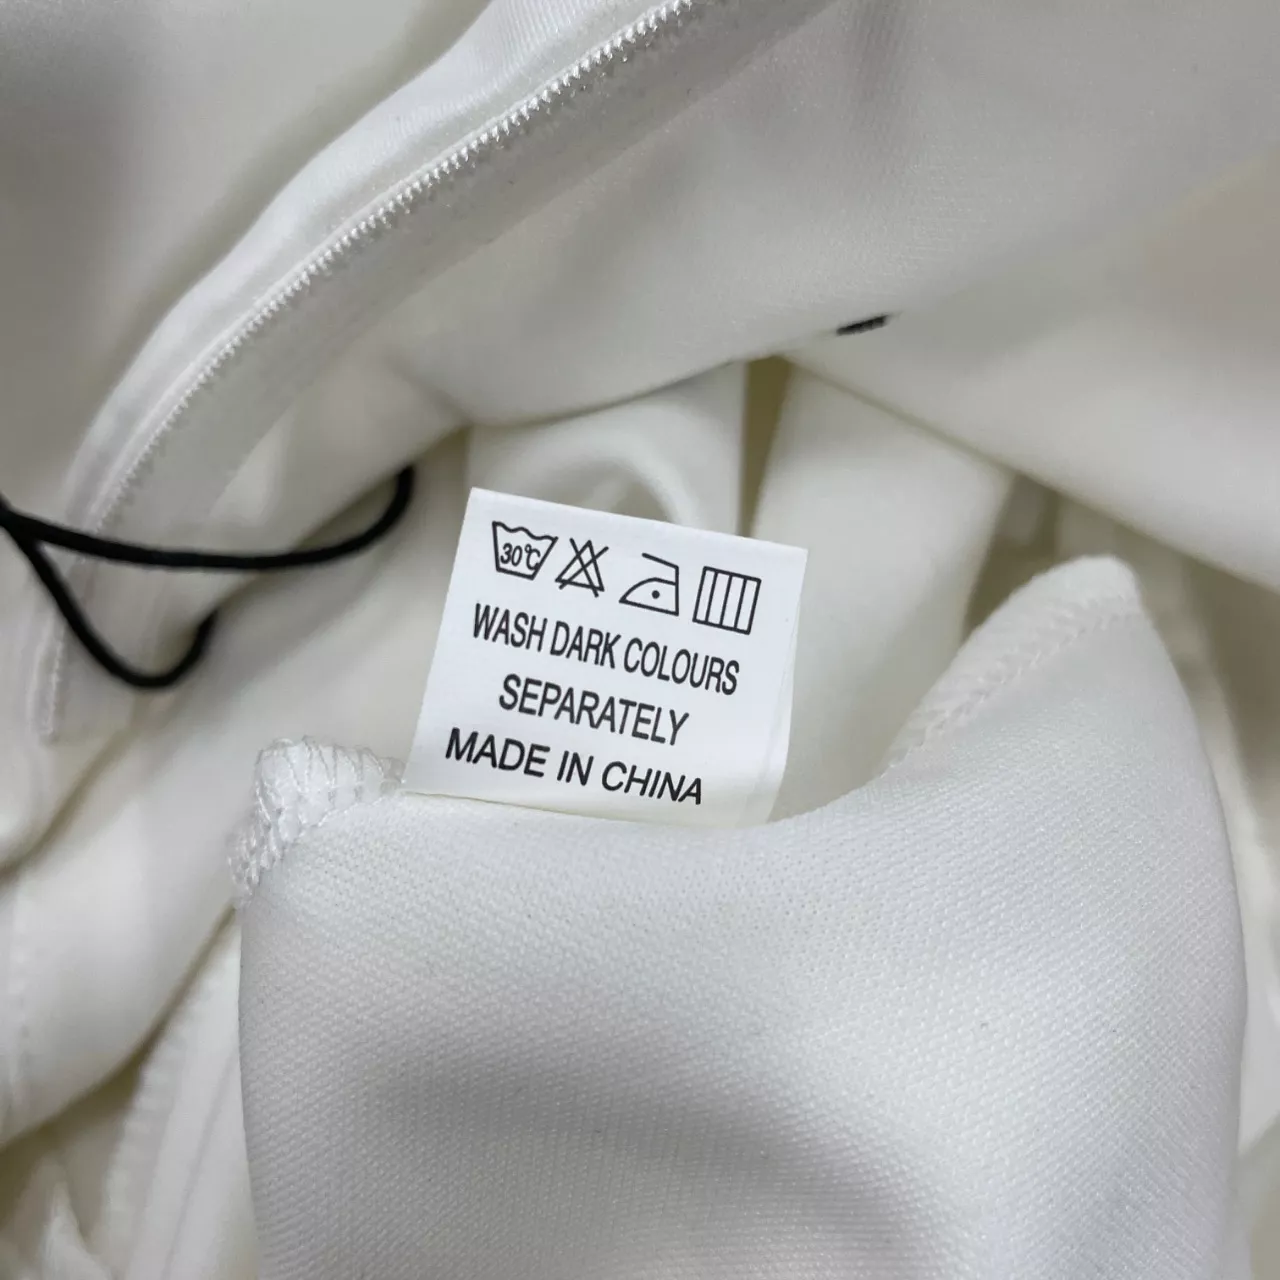 30℃
WASH DARK COLOURS
SEPARATELY
MADE IN CHINA